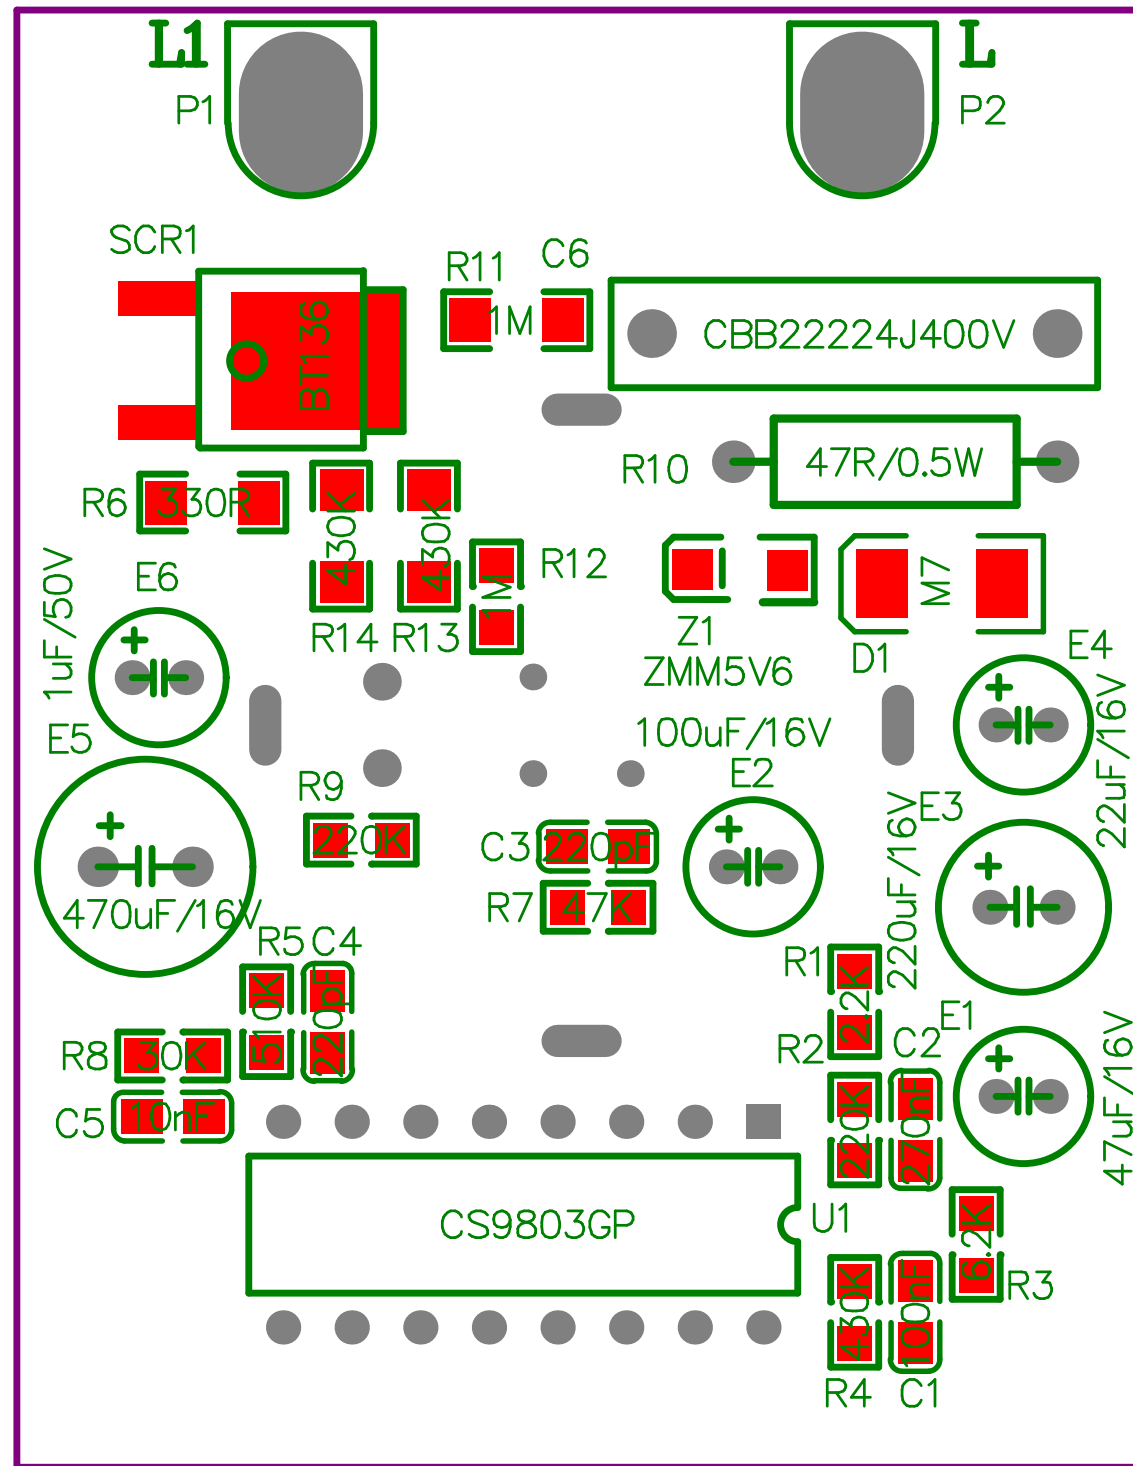 L1
L
P1
P2
SCR1
R11
C6
BT136
1M
CBB22224J400V
R10
47R/0.5W
R6
330R
430K
430K
R12
1M
R14
R13
1uF/50V
E6
Z1
ZMM5V6
M7
D1
E4
22uF/16V
E5
470uF/16V
100uF/16V
E2
E3
220uF/16V
R9
220K
C3
220pF
R7
47K
R5
C4
510K
220pF
R1
2.2K
R2
C2
E1
47uF/16V
R8
30K
C5
10nF
220K
270nF
CS9803GP
U1
6.2K
R3
430K
100nF
R4
C1